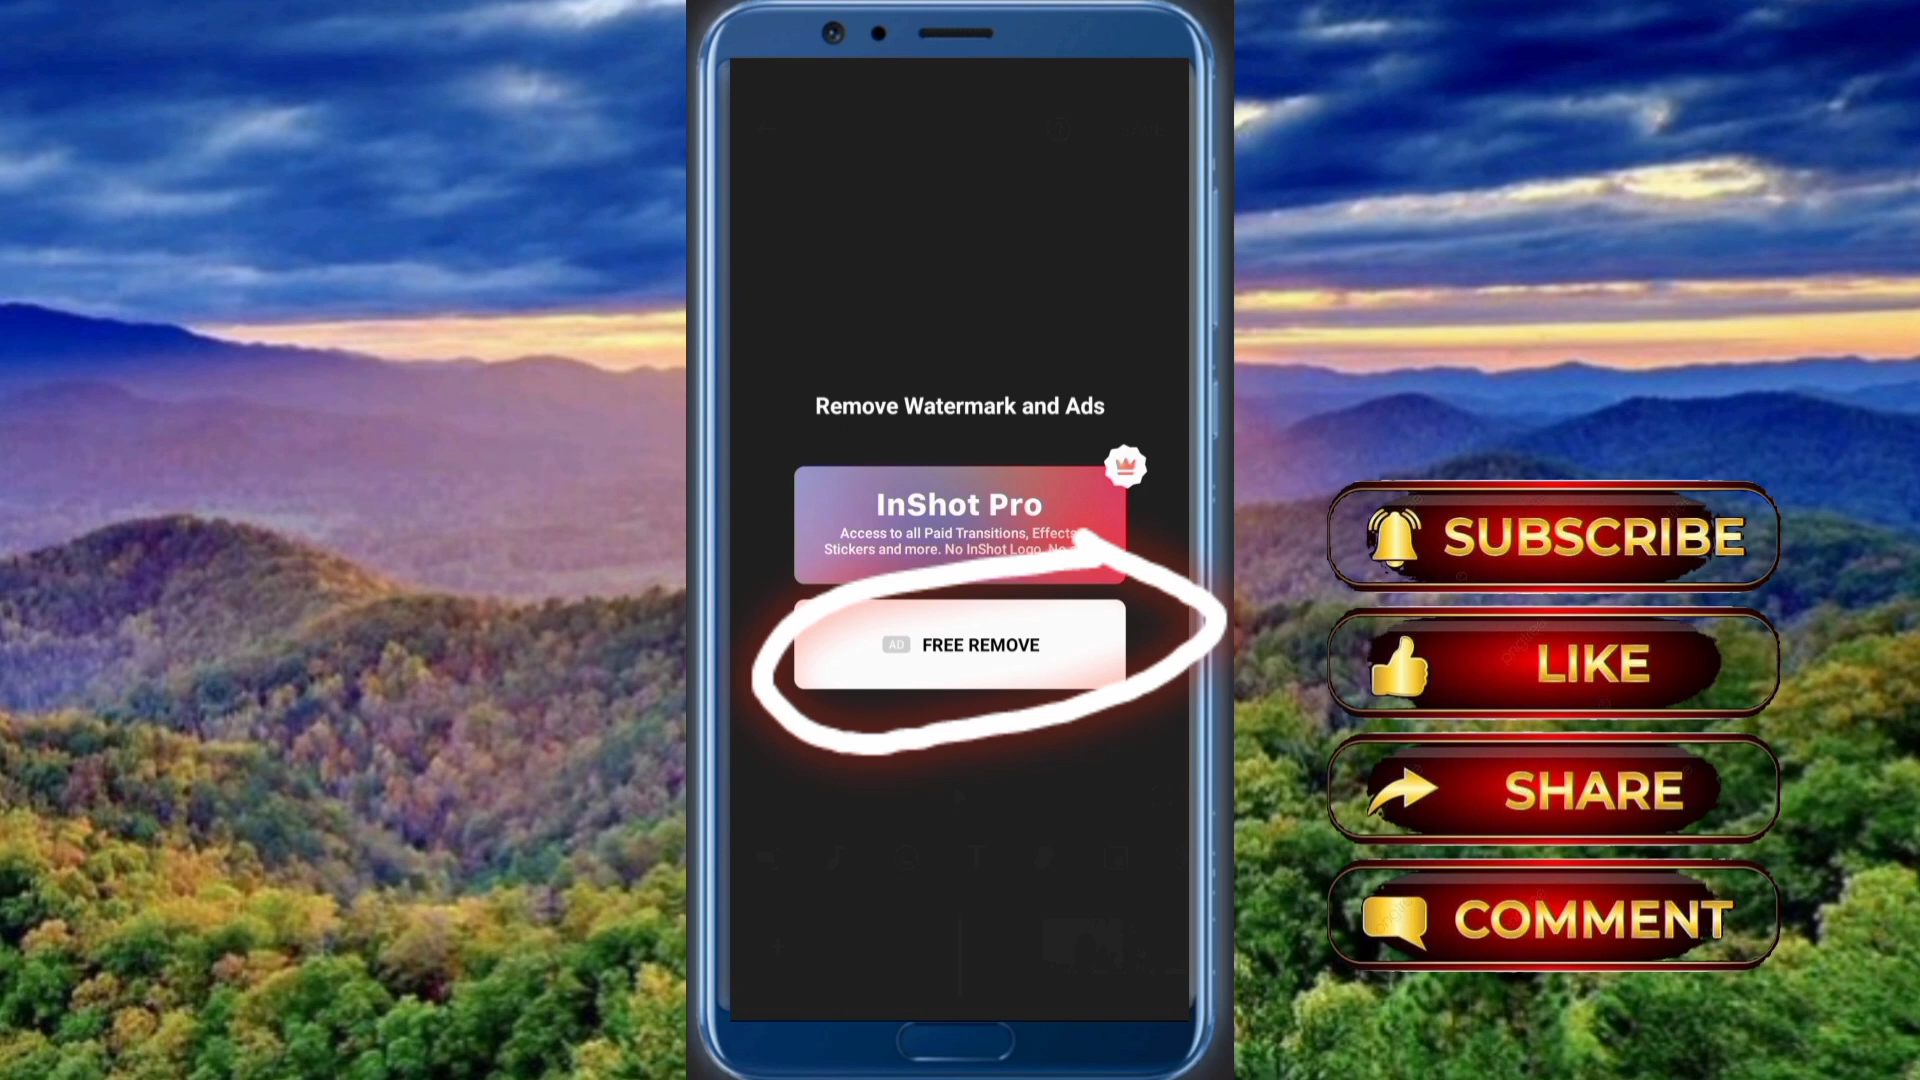 Remove Watermark and Ads
InShot Pro
Access to all Paid Transitions, Effects
Stickers and more. No InShot Logo, No
AD FREE REMOVE
SUBSCRIBE
LIKE
SHARE
COMMENT